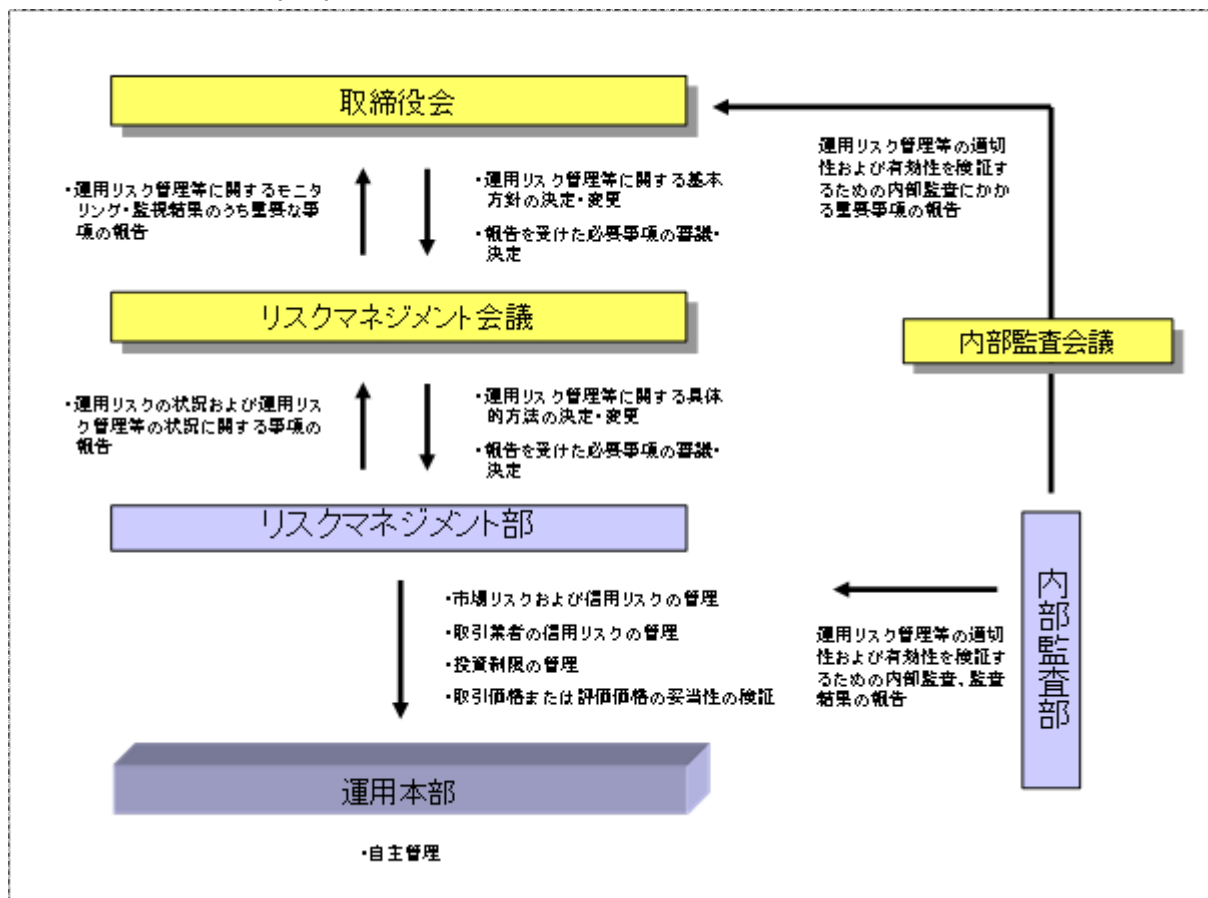 取締役会
・運用リスク管理等に関するモニ
タリング・監視結果のうち重要な事
項の報告
・運用リスク管理等に関する基本
方針の決定・変更
・報告を受けた必要事項の審議・
決定
運用リスク管理等の適切
性および有効性を検証す
るための内部監査にかか
る重要事項の報告
リスクマネジメント会議
内部監査会議
・運用リスクの状況および運用リス
ク管理等の状況に関する事項の
報告
・運用リスク管理等に関する具体
的方法の決定・変更
・報告を受けた必要事項の審議・
決定
リスクマネジメント部
内部監査部
・市場リスクおよび信用リスクの管理
・取引業者の信用リスクの管理
・投資制限の管理
・取引価格または評価価格の妥当性の検証
運用リスク管理等の適切
性および有効性を検証す
るための内部監査、監査
結果の報告
運用本部
・自主管理